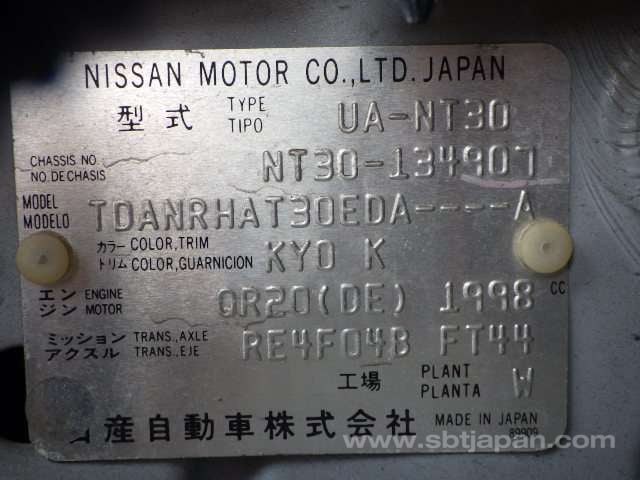 NISSAN MOTOR CO.,LTD. JAPAN
型式 TYPE TIPO UA-NT30
CHASSIS NO. NO. DE CHASIS NT30-134907
MODEL MODELO TDANRHAT30EDA----A
カラー COLOR, TRIM トリム COLOR, GUARNICION KY0 K
エンジン ENGINE MOTOR QR20(DE) 1998 CC
ミッション TRANS., AXLE アクスル TRANS., EJE RE4F04B FT44
工場 PLANT PLANTA W
産自動車株式会社 MADE IN JAPAN
89909
www.sbtjapan.com